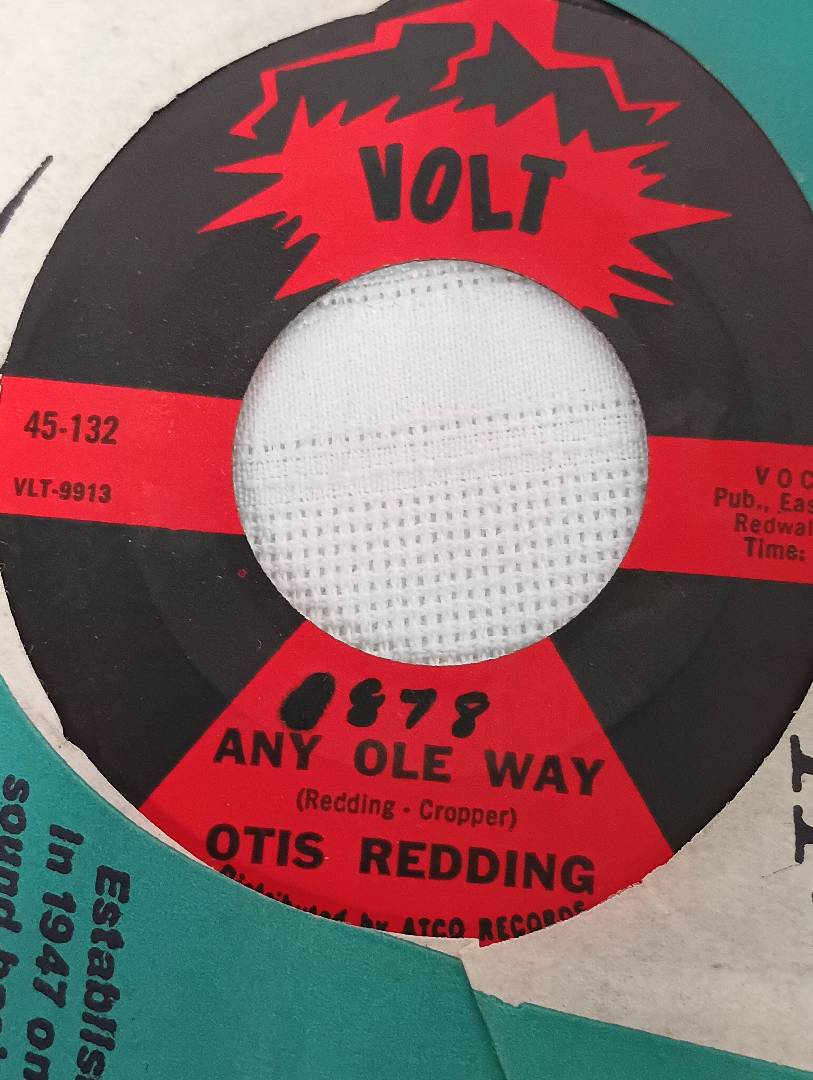 VOLT
45-132
VLT-9913
VOC
Pub., Eas
Redwal
Time:
8878
ANY OLE WAY
(Redding - Cropper)
OTIS REDDING
Distributed by ATCO RECORDS
Establis
In 1947 on
sound